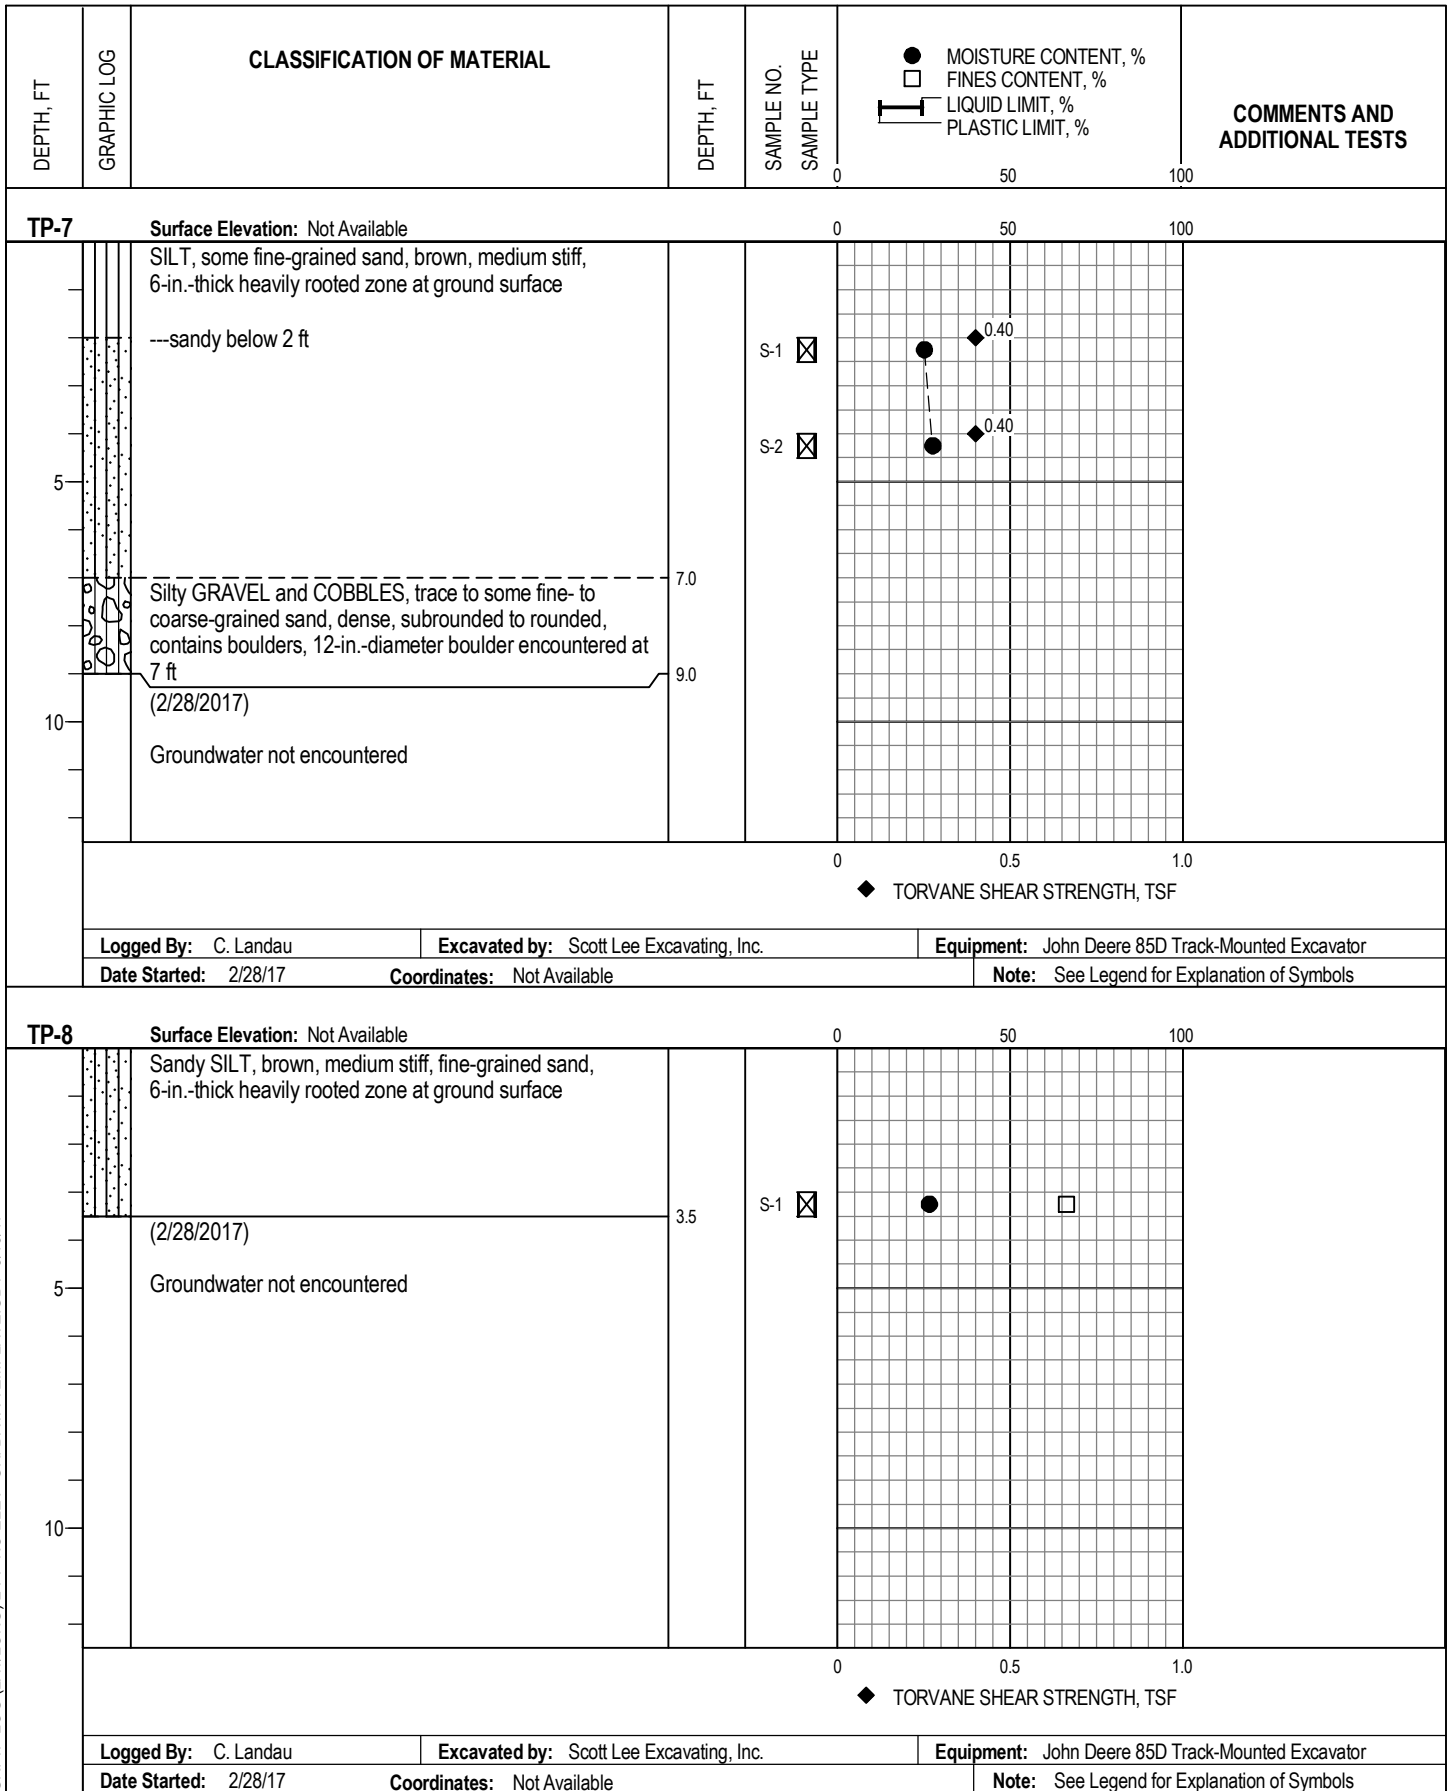 DEPTH, FT
GRAPHIC LOG
CLASSIFICATION OF MATERIAL
DEPTH, FT
SAMPLE NO.
SAMPLE TYPE
MOISTURE CONTENT, %
FINES CONTENT, %
LIQUID LIMIT, %
PLASTIC LIMIT, %
0 50 100
COMMENTS AND
ADDITIONAL TESTS
TP-7 Surface Elevation: Not Available 0 50 100
SILT, some fine-grained sand, brown, medium stiff,
6-in.-thick heavily rooted zone at ground surface
---sandy below 2 ft
0.40
S-1
0.40
S-2
5
7.0
Silty GRAVEL and COBBLES, trace to some fine- to
coarse-grained sand, dense, subrounded to rounded,
contains boulders, 12-in.-diameter boulder encountered at
7 ft
9.0
(2/28/2017)
10
Groundwater not encountered
0 0.5 1.0
TORVANE SHEAR STRENGTH, TSF
Logged By: C. Landau Excavated by: Scott Lee Excavating, Inc. Equipment: John Deere 85D Track-Mounted Excavator
Date Started: 2/28/17 Coordinates: Not Available Note: See Legend for Explanation of Symbols
TP-8 Surface Elevation: Not Available 0 50 100
Sandy SILT, brown, medium stiff, fine-grained sand,
6-in.-thick heavily rooted zone at ground surface
S-1
3.5
(2/28/2017)
5
Groundwater not encountered
10
0 0.5 1.0
TORVANE SHEAR STRENGTH, TSF
Logged By: C. Landau Excavated by: Scott Lee Excavating, Inc. Equipment: John Deere 85D Track-Mounted Excavator
Date Started: 2/28/17 Coordinates: Not Available Note: See Legend for Explanation of Symbols